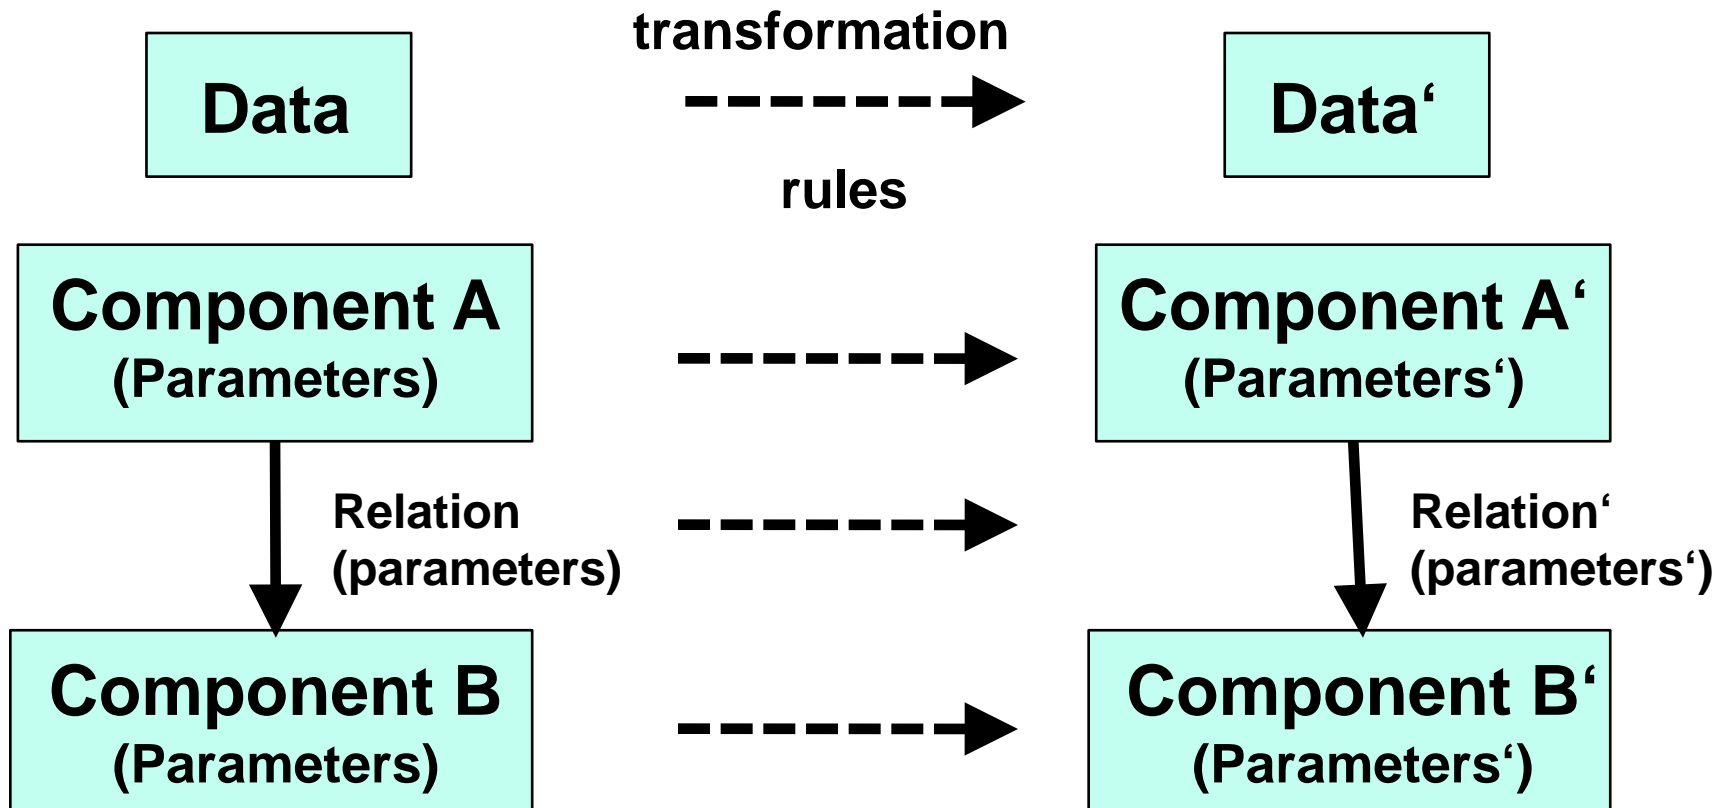 transformation
Data
Data‘
rules
Component A
(Parameters)
Component A‘
(Parameters‘)
Relation
(parameters)
Relation‘
(parameters‘)
Component B
(Parameters)
Component B‘
(Parameters‘)